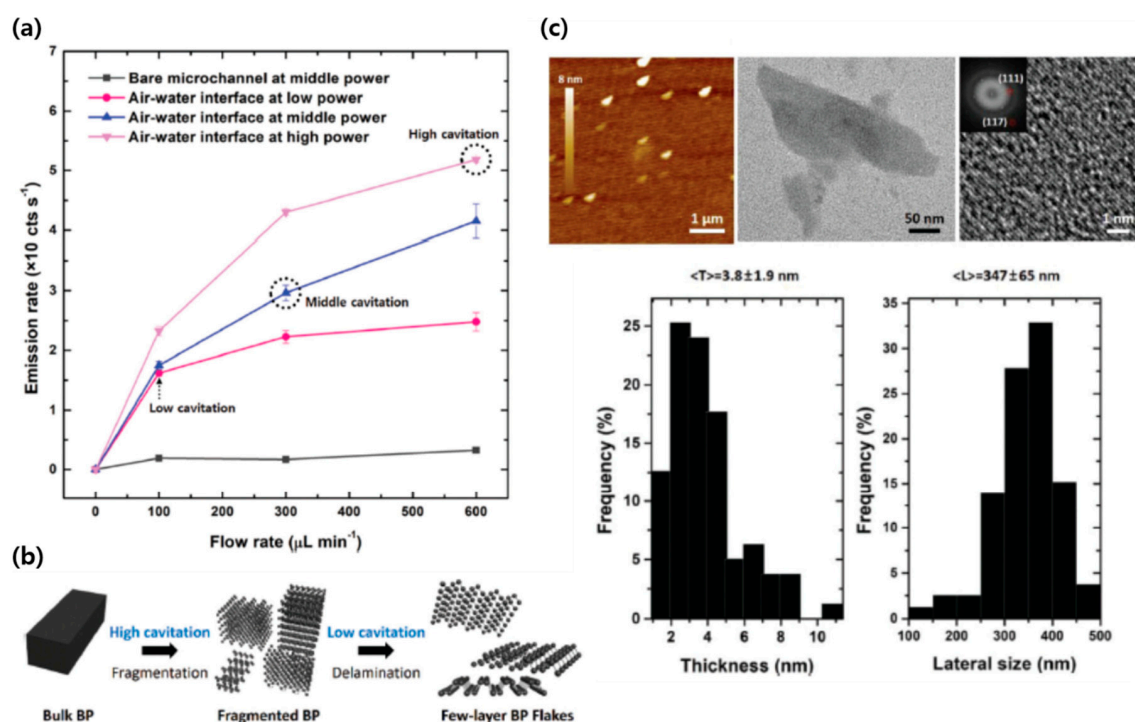 (a)
7
6
5
4
3
2
1
0
Emission rate (×10 cts s⁻¹)
Bare microchannel at middle power
Air-water interface at low power
Air-water interface at middle power
Air-water interface at high power
High cavitation
Middle cavitation
Low cavitation
0 100 200 300 400 500 600
Flow rate (μL min⁻¹)
(b)
High cavitation
Fragmentation
Low cavitation
Delamination
Bulk BP
Fragmented BP
Few-layer BP Flakes
(c)
8 nm
1 μm
50 nm
(111)
(117)
1 nm
<T>=3.8±1.9 nm
25
20
15
10
5
0
Frequency (%)
2 4 6 8 10
Thickness (nm)
<L>=347±65 nm
35
30
25
20
15
10
5
0
Frequency (%)
100 200 300 400 500
Lateral size (nm)